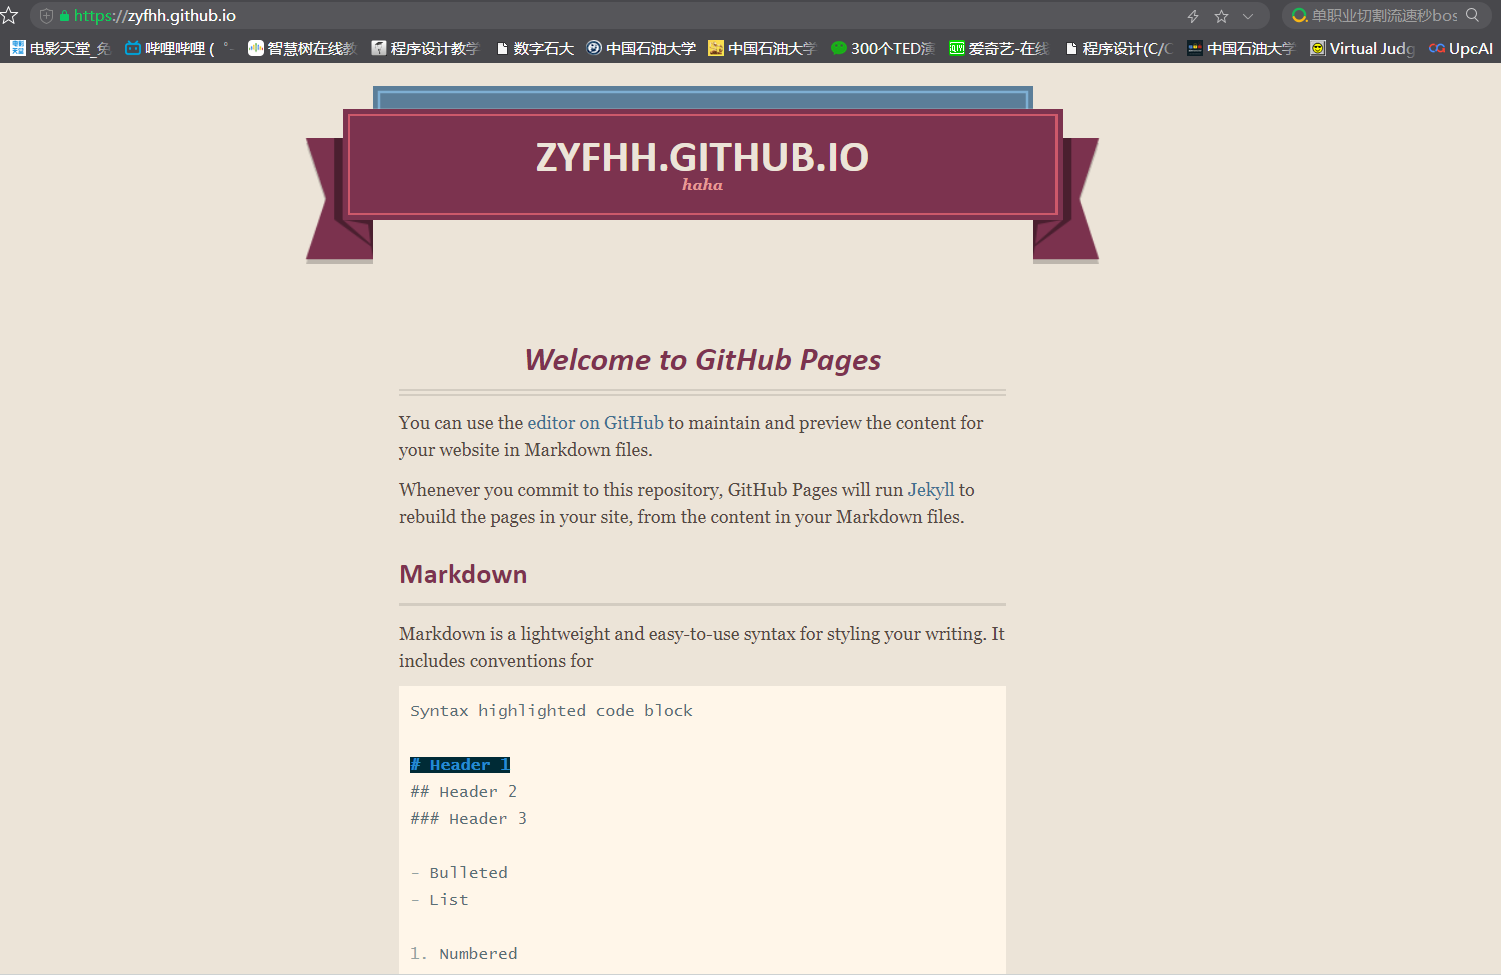 https://zyfhh.github.io
单职业切割流速秒bos
电影天堂_免
哔哩哔哩 ( ゜-
智慧树在线教
程序设计教学
数字石大
中国石油大学
中国石油大学
300个TED演
爱奇艺-在线
程序设计(C/C
中国石油大学
Virtual Judg
UpcAI
ZYFHH.GITHUB.IO
haha
Welcome to GitHub Pages
You can use the editor on GitHub to maintain and preview the content for
your website in Markdown files.
Whenever you commit to this repository, GitHub Pages will run Jekyll to
rebuild the pages in your site, from the content in your Markdown files.
Markdown
Markdown is a lightweight and easy-to-use syntax for styling your writing. It
includes conventions for
Syntax highlighted code block
# Header 1
## Header 2
### Header 3
- Bulleted
- List
1. Numbered